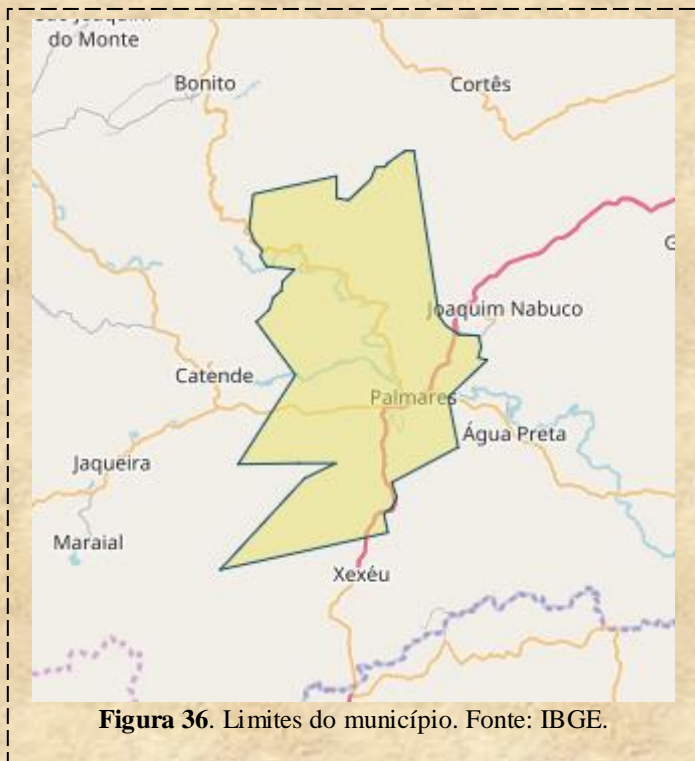 do Monte
Bonito
Cortês
G
Joaquim Nabuco
Catende
Palmares
Água Preta
Jaqueira
Maraial
Xexéu
Figura 36. Limites do município. Fonte: IBGE.